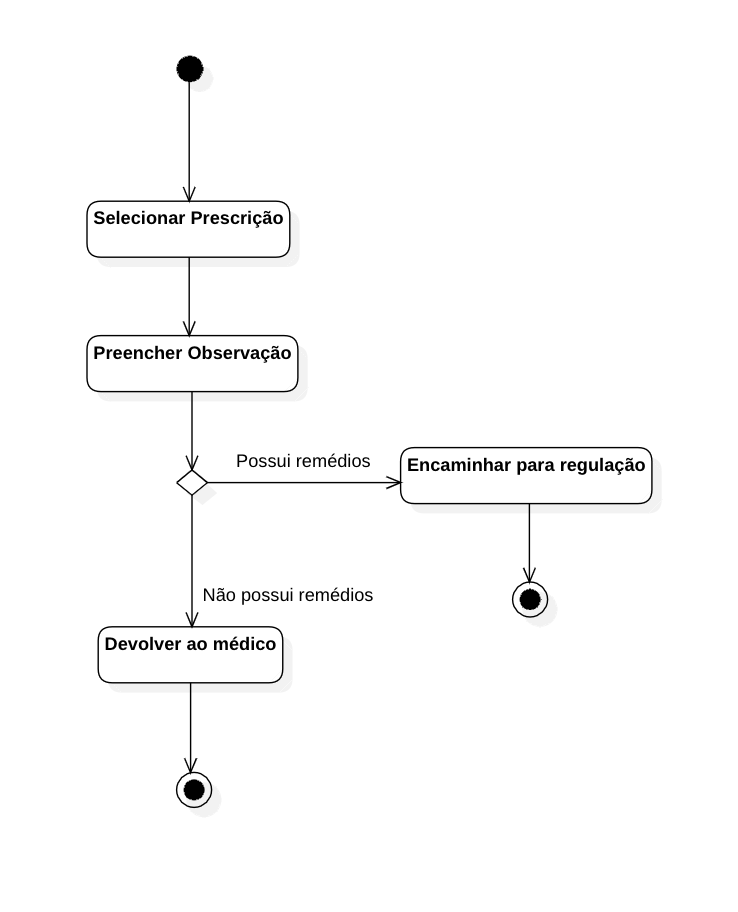 Selecionar Prescrição
Preencher Observação
Possui remédios
Encaminhar para regulação
Não possui remédios
Devolver ao médico